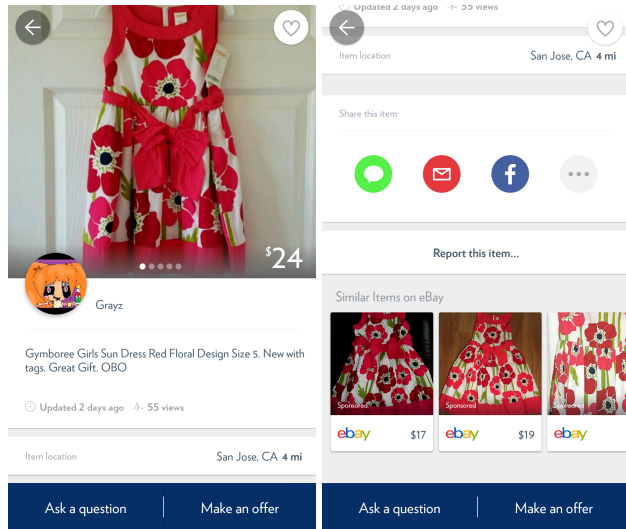 $24
Grayz
Gymboree Girls Sun Dress Red Floral Design Size 5. New with
tags. Great Gift. OBO
Updated 2 days ago 55 views
Item location San Jose, CA 4 mi
Ask a question Make an offer
Updated 2 days ago 55 views
Item location San Jose, CA 4 mi
Share this item
f
Report this item...
Similar Items on eBay
Sponsored Sponsored Sponsored
ebay $17 ebay $19 ebay
Ask a question Make an offer